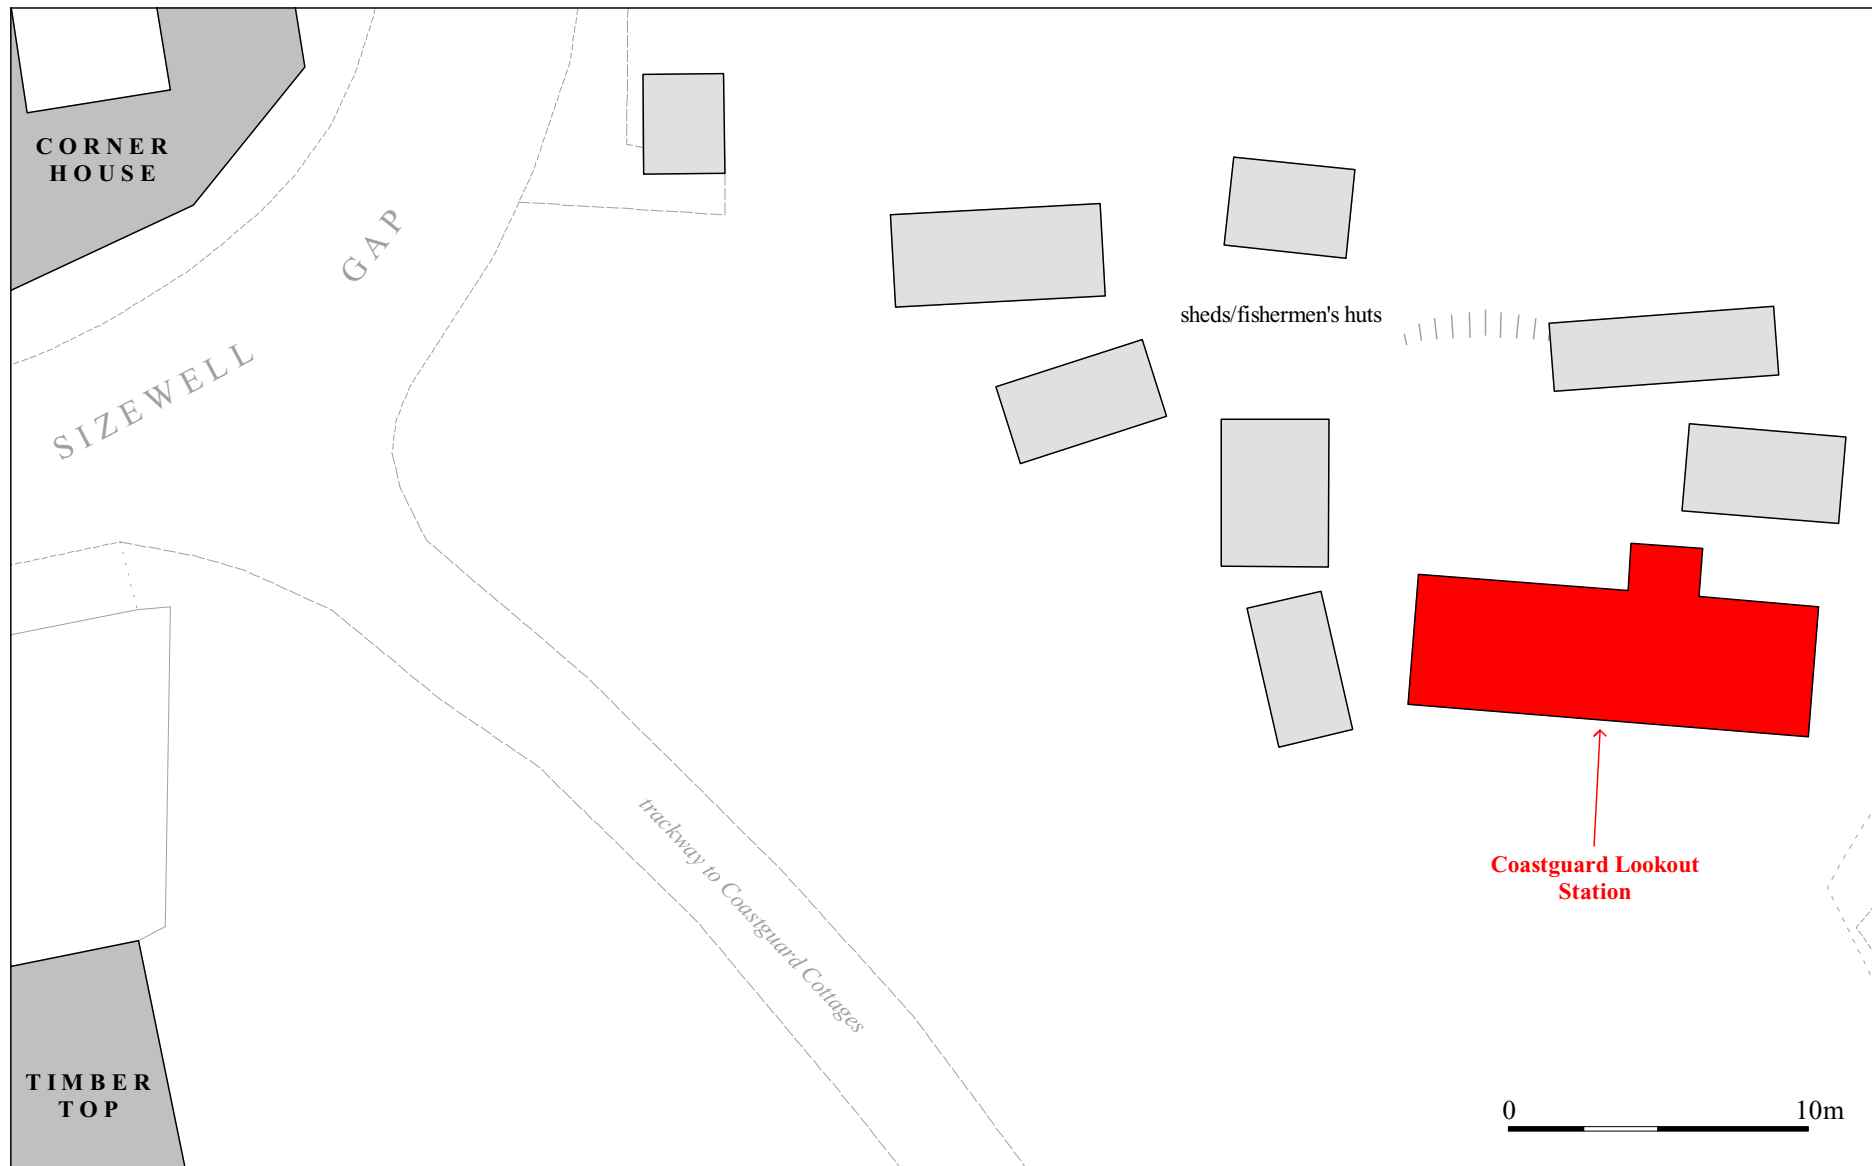 CORNER
HOUSE
SIZEWELL GAP
sheds/fishermen's huts
trackway to Coastguard Cottages
Coastguard Lookout
Station
TIMBER
TOP
0 10m